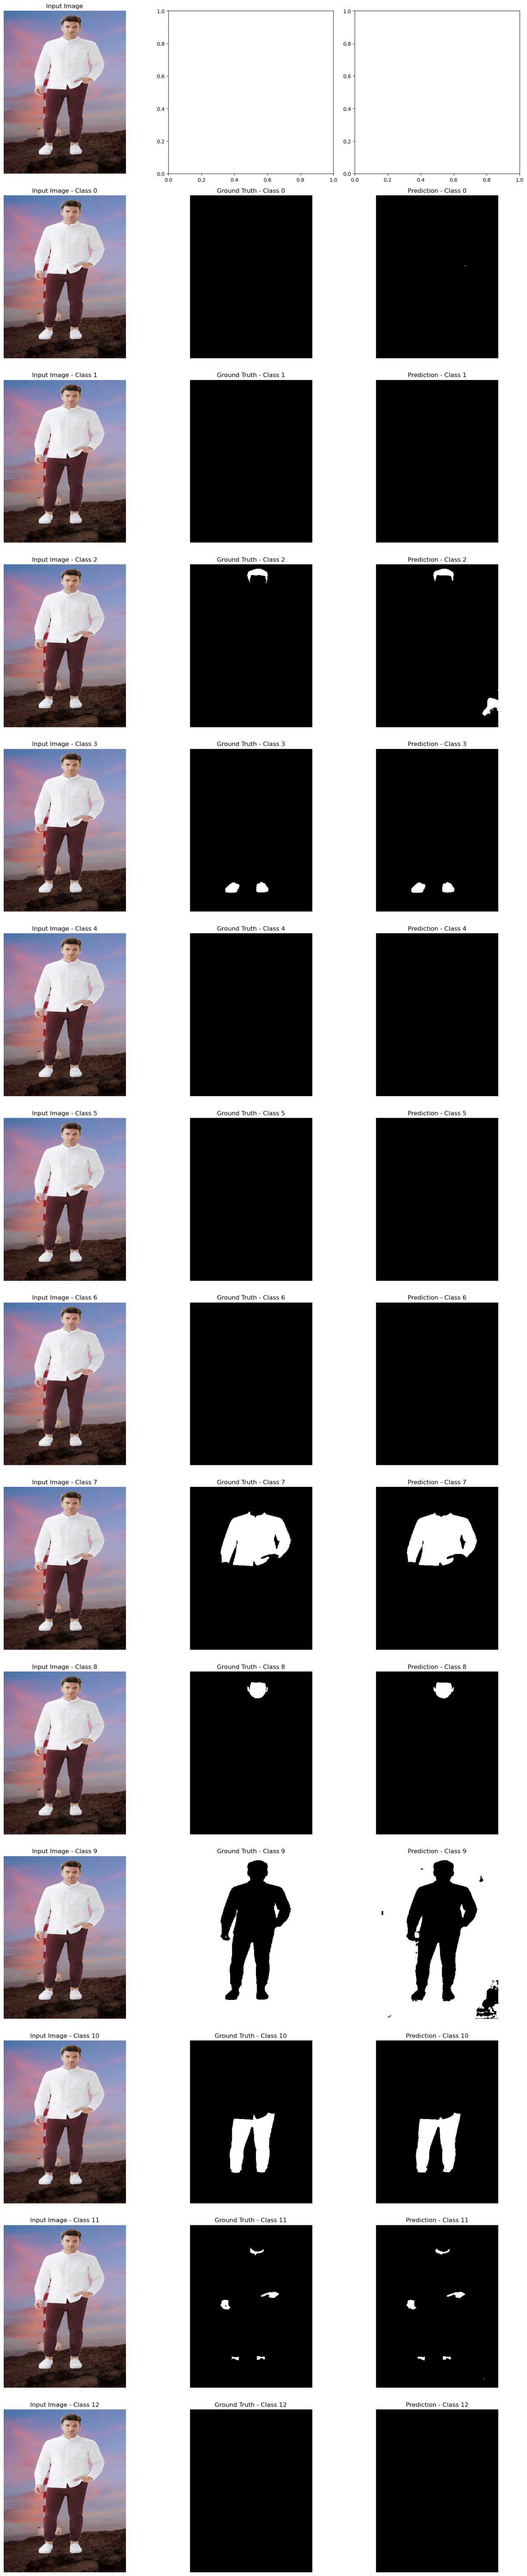 Input Image
1.0
0.8
0.6
0.4
0.2
0.0
0.0 0.2 0.4 0.6 0.8 1.0
1.0
0.8
0.6
0.4
0.2
0.0
0.0 0.2 0.4 0.6 0.8 1.0
Input Image - Class 0
Ground Truth - Class 0
Prediction - Class 0
Input Image - Class 1
Ground Truth - Class 1
Prediction - Class 1
Input Image - Class 2
Ground Truth - Class 2
Prediction - Class 2
Input Image - Class 3
Ground Truth - Class 3
Prediction - Class 3
Input Image - Class 4
Ground Truth - Class 4
Prediction - Class 4
Input Image - Class 5
Ground Truth - Class 5
Prediction - Class 5
Input Image - Class 6
Ground Truth - Class 6
Prediction - Class 6
Input Image - Class 7
Ground Truth - Class 7
Prediction - Class 7
Input Image - Class 8
Ground Truth - Class 8
Prediction - Class 8
Input Image - Class 9
Ground Truth - Class 9
Prediction - Class 9
Input Image - Class 10
Ground Truth - Class 10
Prediction - Class 10
Input Image - Class 11
Ground Truth - Class 11
Prediction - Class 11
Input Image - Class 12
Ground Truth - Class 12
Prediction - Class 12